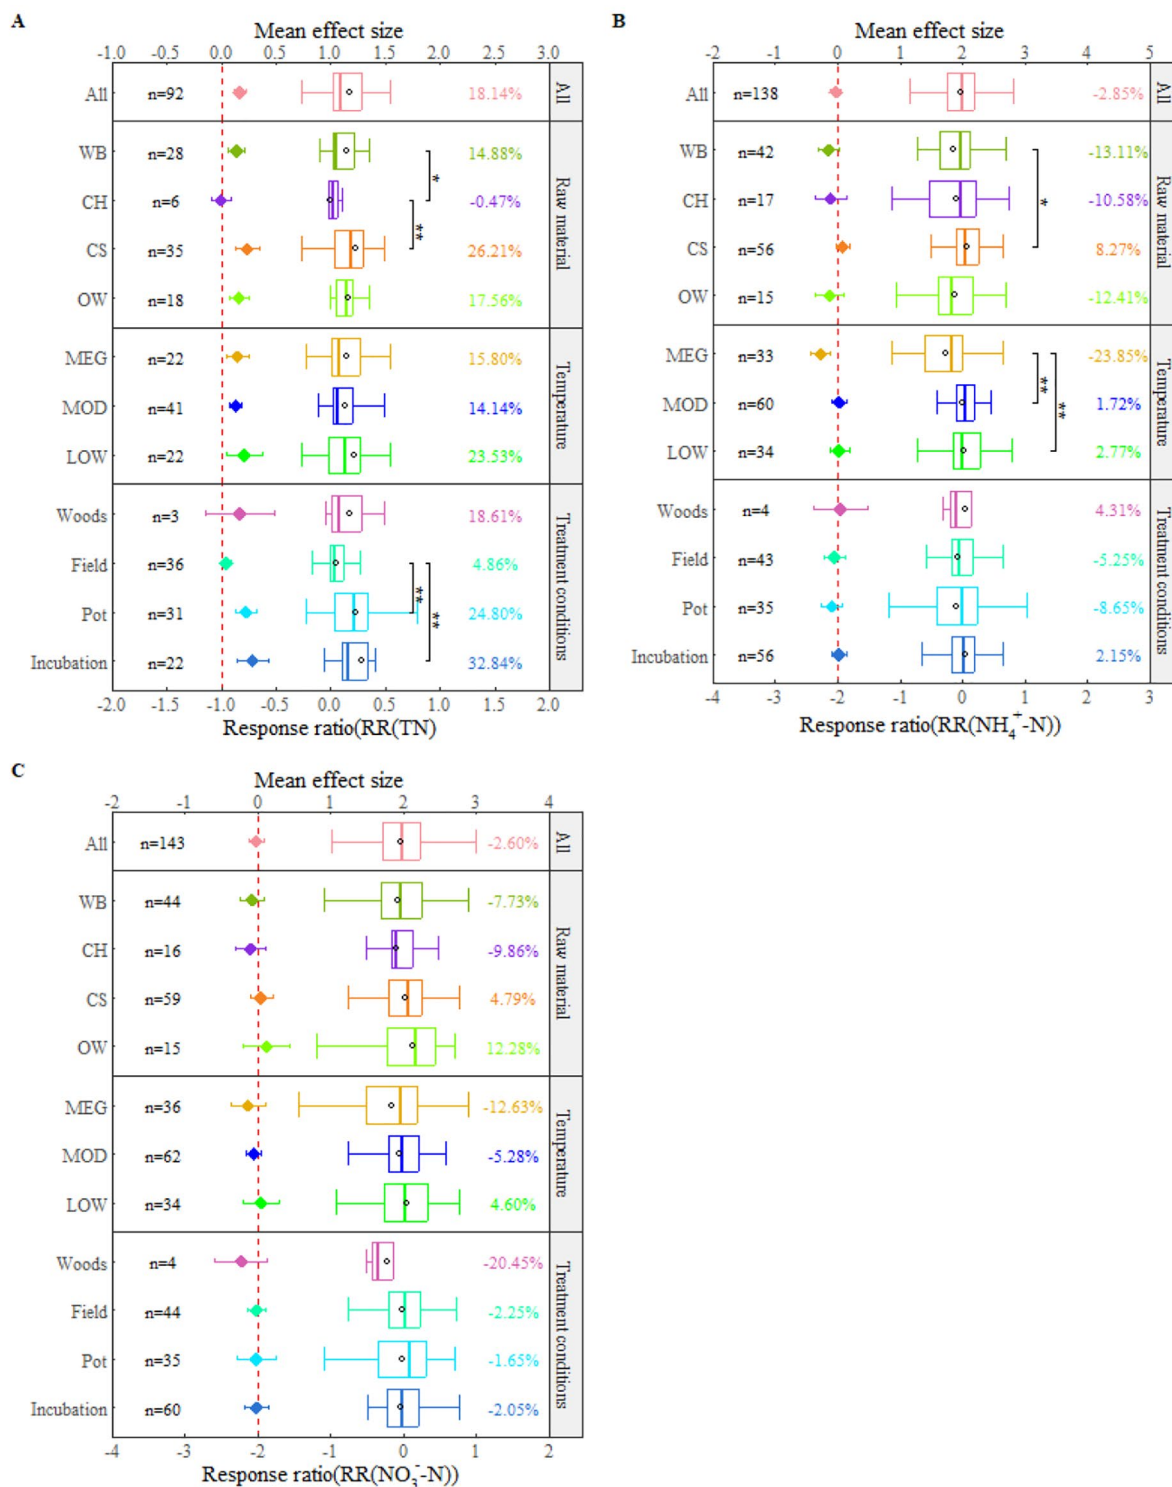 A
Mean effect size
-1.0 -0.5 0.0 0.5 1.0 1.5 2.0 2.5 3.0
All n=92 18.14% All
WB n=28 14.88%
CH n=6 -0.47%
CS n=35 26.21%
OW n=18 17.56%
Raw material
*
**
MEG n=22 15.80%
MOD n=41 14.14%
LOW n=22 23.53%
Temperature
Woods n=3 18.61%
Field n=36 4.86%
Pot n=31 24.80%
Incubation n=22 32.84%
Treatment conditions
**
**
-1.0 -0.5 0.0 0.5 1.0 1.5 2.0
Response ratio(RR(TN)
B
Mean effect size
-2 -1 0 1 2 3 4 5
All n=138 -2.85% All
WB n=42 -13.11%
CH n=17 -10.58%
CS n=56 8.27%
OW n=15 -12.41%
Raw material
*
MEG n=33 -23.85%
MOD n=60 1.72%
LOW n=34 2.77%
Temperature
**
**
Woods n=4 4.31%
Field n=43 -5.25%
Pot n=35 -8.65%
Incubation n=56 2.15%
Treatment conditions
-4 -3 -2 -1 0 1 2 3
Response ratio(RR(NH₄⁺-N))
C
Mean effect size
-2 -1 0 1 2 3 4
All n=143 -2.60% All
WB n=44 -7.73%
CH n=16 -9.86%
CS n=59 4.79%
OW n=15 12.28%
Raw material
MEG n=36 -12.63%
MOD n=62 -5.28%
LOW n=34 4.60%
Temperature
Woods n=4 -20.45%
Field n=44 -2.25%
Pot n=35 -1.65%
Incubation n=60 -2.05%
Treatment conditions
-4 -3 -2 -1 0 1 2
Response ratio(RR(NO₃⁻-N))